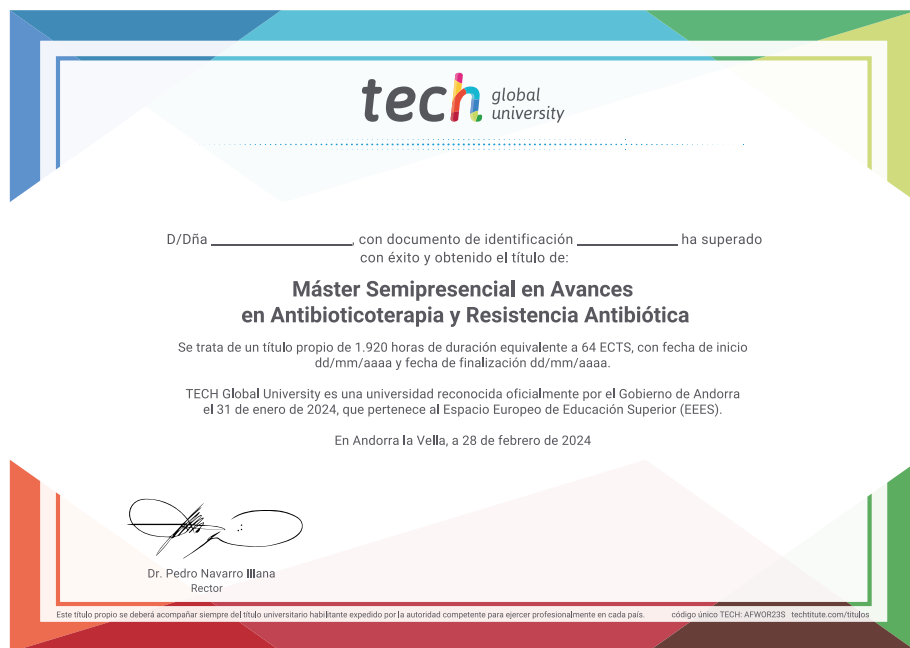 tech global university
D/Dña ____________, con documento de identificación ____________ ha superado
con éxito y obtenido el título de:
Máster Semipresencial en Avances
en Antibioticoterapia y Resistencia Antibiótica
Se trata de un título propio de 1.920 horas de duración equivalente a 64 ECTS, con fecha de inicio
dd/mm/aaaa y fecha de finalización dd/mm/aaaa.
TECH Global University es una universidad reconocida oficialmente por el Gobierno de Andorra
el 31 de enero de 2024, que pertenece al Espacio Europeo de Educación Superior (EEES).
En Andorra la Vella, a 28 de febrero de 2024
Dr. Pedro Navarro Illana
Rector
Este título propio se deberá acompañar siempre del título universitario habilitante expedido por la autoridad competente para ejercer profesionalmente en cada país. código único TECH: AFWOR23S techtitute.com/titulos